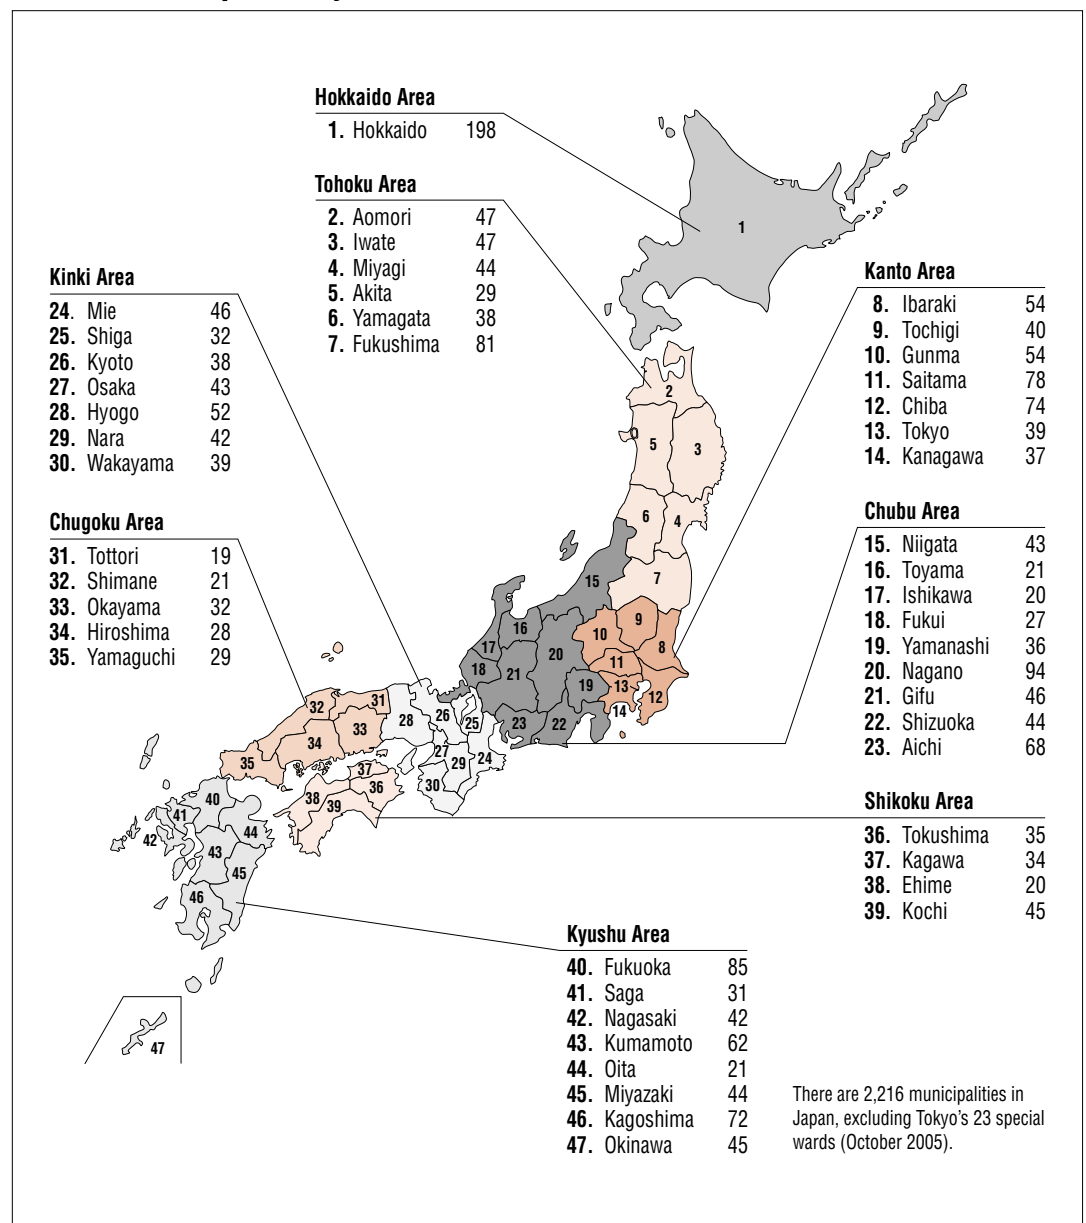 Hokkaido Area
1. Hokkaido 198
Tohoku Area
2. Aomori 47
3. Iwate 47
4. Miyagi 44
5. Akita 29
6. Yamagata 38
7. Fukushima 81
Kinki Area
24. Mie 46
25. Shiga 32
26. Kyoto 38
27. Osaka 43
28. Hyogo 52
29. Nara 42
30. Wakayama 39
Chugoku Area
31. Tottori 19
32. Shimane 21
33. Okayama 32
34. Hiroshima 28
35. Yamaguchi 29
Kanto Area
8. Ibaraki 54
9. Tochigi 40
10. Gunma 54
11. Saitama 78
12. Chiba 74
13. Tokyo 39
14. Kanagawa 37
Chubu Area
15. Niigata 43
16. Toyama 21
17. Ishikawa 20
18. Fukui 27
19. Yamanashi 36
20. Nagano 94
21. Gifu 46
22. Shizuoka 44
23. Aichi 68
Shikoku Area
36. Tokushima 35
37. Kagawa 34
38. Ehime 20
39. Kochi 45
Kyushu Area
40. Fukuoka 85
41. Saga 31
42. Nagasaki 42
43. Kumamoto 62
44. Oita 21
45. Miyazaki 44
46. Kagoshima 72
47. Okinawa 45
There are 2,216 municipalities in
Japan, excluding Tokyo's 23 special
wards (October 2005).
1
2
5
3
6
4
7
15
9
10
8
16
20
17
11
18
21
19
13
12
14
23
22
31
32
28
26
25
33
34
27
24
29
35
37
36
30
38
39
40
41
44
42
43
45
46
47